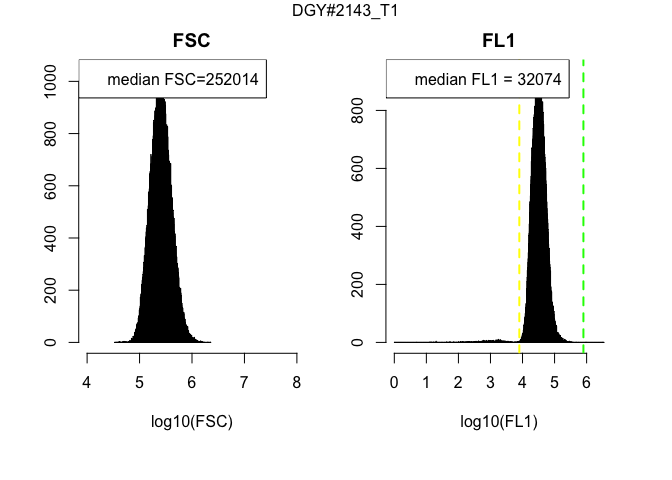 DGY#2143_T1
FSC
median FSC=252014
0 200 400 600 800 1000
4 5 6 7 8
log10(FSC)
FL1
median FL1 = 32074
0 200 400 600 800
0 1 2 3 4 5 6
log10(FL1)